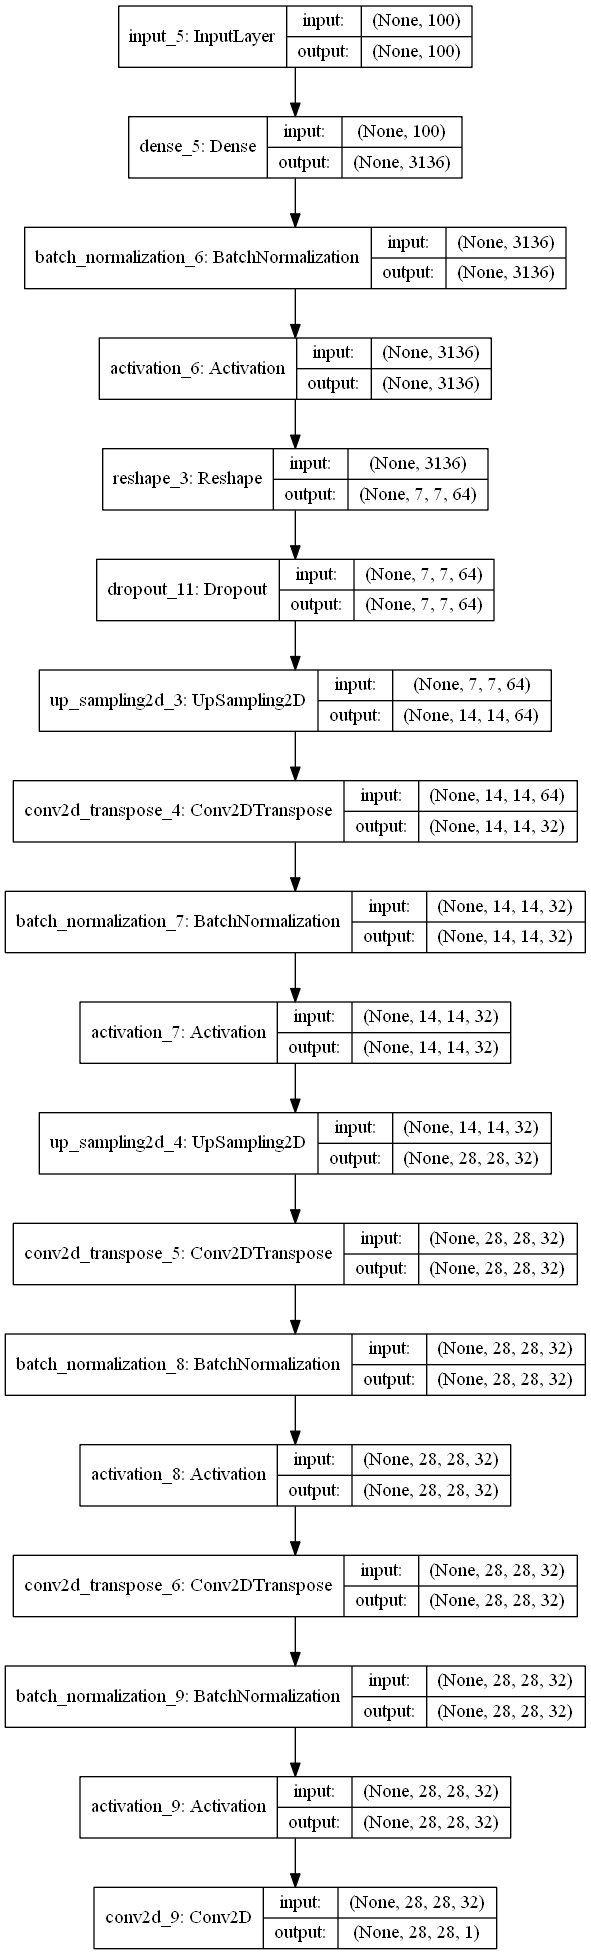 input_5: InputLayer
input: (None, 100)
output: (None, 100)
dense_5: Dense
input: (None, 100)
output: (None, 3136)
batch_normalization_6: BatchNormalization
input: (None, 3136)
output: (None, 3136)
activation_6: Activation
input: (None, 3136)
output: (None, 3136)
reshape_3: Reshape
input: (None, 3136)
output: (None, 7, 7, 64)
dropout_11: Dropout
input: (None, 7, 7, 64)
output: (None, 7, 7, 64)
up_sampling2d_3: UpSampling2D
input: (None, 7, 7, 64)
output: (None, 14, 14, 64)
conv2d_transpose_4: Conv2DTranspose
input: (None, 14, 14, 64)
output: (None, 14, 14, 32)
batch_normalization_7: BatchNormalization
input: (None, 14, 14, 32)
output: (None, 14, 14, 32)
activation_7: Activation
input: (None, 14, 14, 32)
output: (None, 14, 14, 32)
up_sampling2d_4: UpSampling2D
input: (None, 14, 14, 32)
output: (None, 28, 28, 32)
conv2d_transpose_5: Conv2DTranspose
input: (None, 28, 28, 32)
output: (None, 28, 28, 32)
batch_normalization_8: BatchNormalization
input: (None, 28, 28, 32)
output: (None, 28, 28, 32)
activation_8: Activation
input: (None, 28, 28, 32)
output: (None, 28, 28, 32)
conv2d_transpose_6: Conv2DTranspose
input: (None, 28, 28, 32)
output: (None, 28, 28, 32)
batch_normalization_9: BatchNormalization
input: (None, 28, 28, 32)
output: (None, 28, 28, 32)
activation_9: Activation
input: (None, 28, 28, 32)
output: (None, 28, 28, 32)
conv2d_9: Conv2D
input: (None, 28, 28, 32)
output: (None, 28, 28, 1)